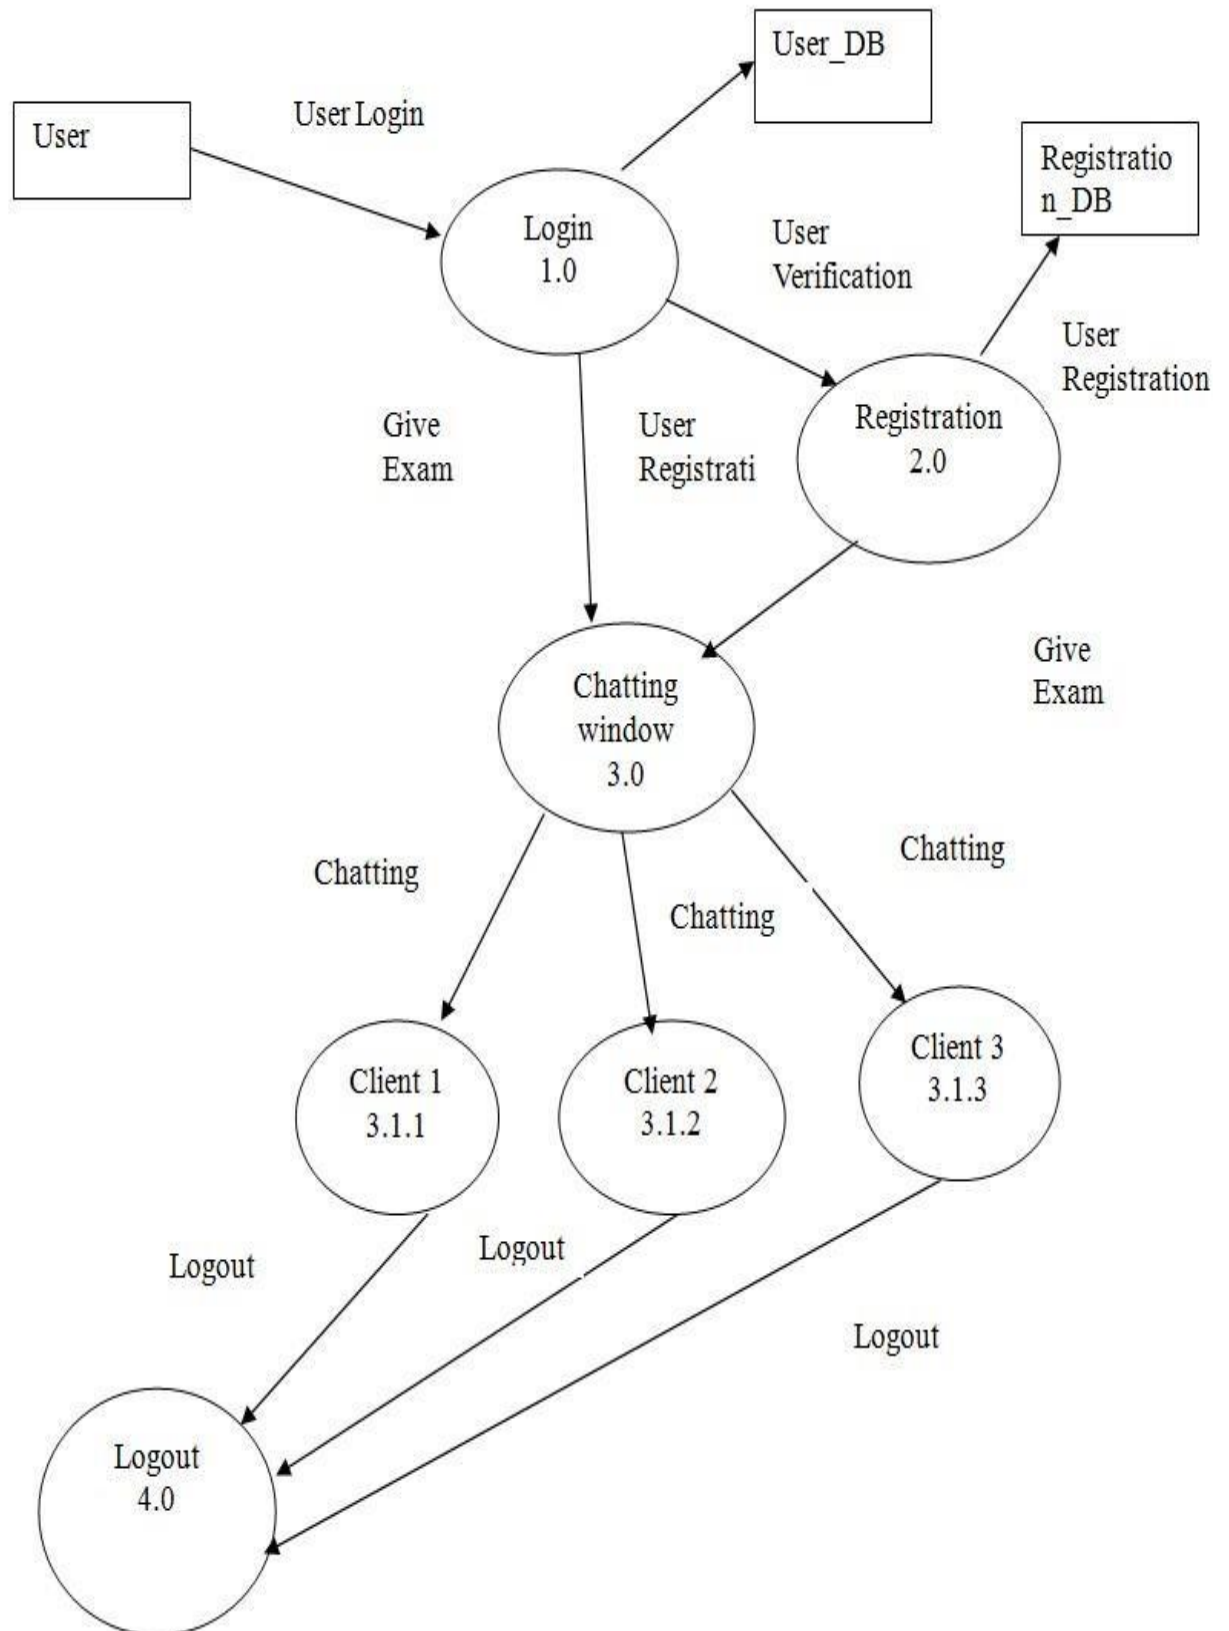 User_DB
User Login
User
Registratio
n_DB
Login
1.0
User
Verification
User
Registration
Give
Exam
User
Registrati
Registration
2.0
Give
Exam
Chatting
window
3.0
Chatting
Chatting
Chatting
Client 1
3.1.1
Client 2
3.1.2
Client 3
3.1.3
Logout
Logout
Logout
Logout
4.0